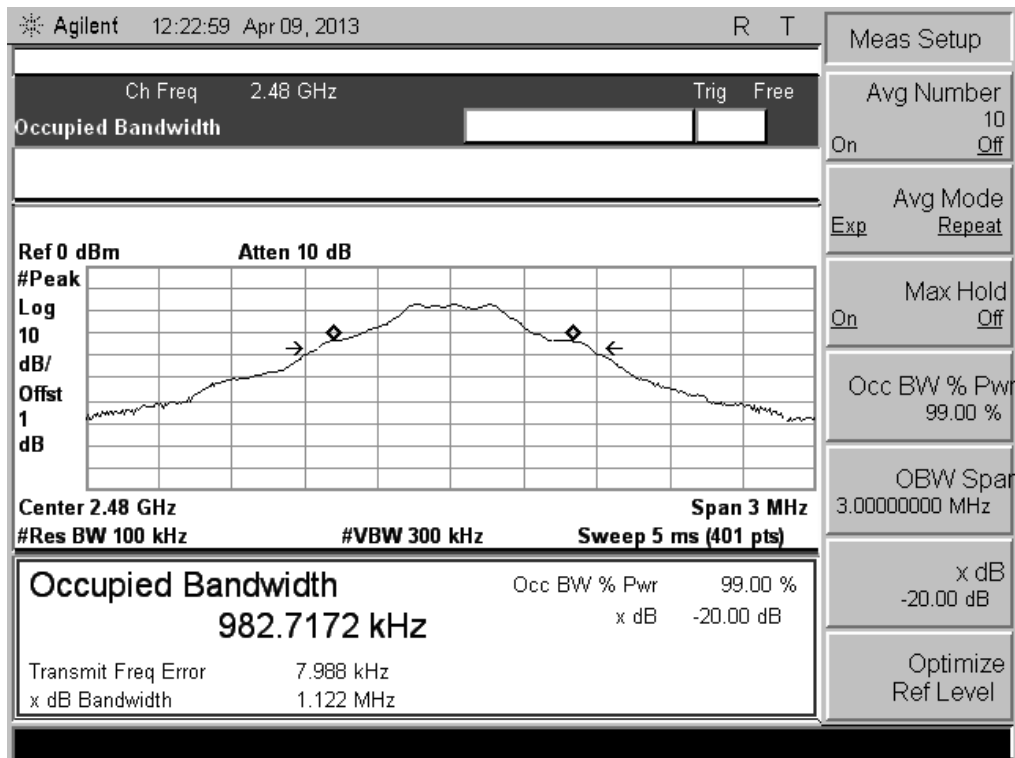 Agilent 12:22:59 Apr 09, 2013 R T
Ch Freq 2.48 GHz Trig Free
Occupied Bandwidth
Ref 0 dBm Atten 10 dB
#Peak
Log
10
dB/
Offst
1
dB
Center 2.48 GHz Span 3 MHz
#Res BW 100 kHz #VBW 300 kHz Sweep 5 ms (401 pts)
Occupied Bandwidth
982.7172 kHz
Occ BW % Pwr 99.00 %
x dB -20.00 dB
Transmit Freq Error 7.988 kHz
x dB Bandwidth 1.122 MHz
Meas Setup
Avg Number
10
On Off
Avg Mode
Exp Repeat
Max Hold
On Off
Occ BW % Pwr
99.00 %
OBW Span
3.00000000 MHz
x dB
-20.00 dB
Optimize
Ref Level